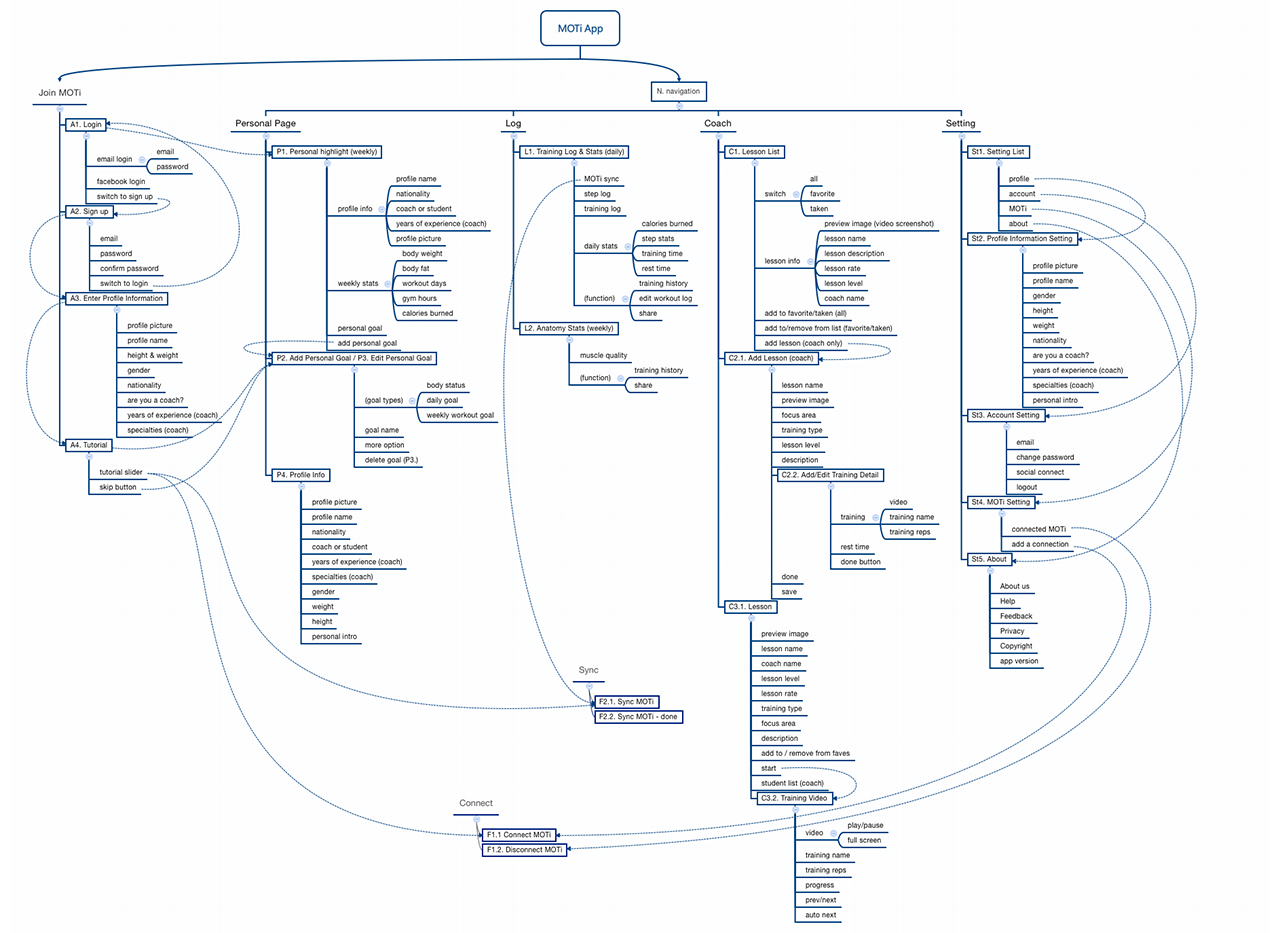 MOTi App
Join MOTi
A1. Login
email login
email
password
facebook login
switch to sign up
A2. Sign up
email
password
confirm password
switch to login
A3. Enter Profile Information
profile picture
profile name
height & weight
gender
nationality
are you a coach?
years of experience (coach)
specialties (coach)
A4. Tutorial
tutorial slider
skip button
N. navigation
Personal Page
P1. Personal highlight (weekly)
profile info
profile name
nationality
coach or student
years of experience (coach)
profile picture
weekly stats
body weight
body fat
workout days
gym hours
calories burned
personal goal
add personal goal
P2. Add Personal Goal / P3. Edit Personal Goal
(goal types)
body status
daily goal
weekly workout goal
goal name
more option
delete goal (P3.)
P4. Profile Info
profile picture
profile name
nationality
coach or student
years of experience (coach)
specialties (coach)
gender
weight
height
personal intro
Log
L1. Training Log & Stats (daily)
MOTi sync
step log
training log
daily stats
calories burned
step stats
training time
rest time
(function)
training history
edit workout log
share
L2. Anatomy Stats (weekly)
muscle quality
(function)
training history
share
Coach
C1. Lesson List
switch
all
favorite
taken
lesson info
preview image (video screenshot)
lesson name
lesson description
lesson rate
lesson level
coach name
add to favorite/taken (all)
add to/remove from list (favorite/taken)
add lesson (coach only)
C2.1. Add Lesson (coach)
lesson name
preview image
focus area
training type
lesson level
description
C2.2. Add/Edit Training Detail
training
video
training name
training reps
rest time
done button
done
save
C3.1. Lesson
preview image
lesson name
coach name
lesson level
lesson rate
training type
focus area
description
add to / remove from faves
start
student list (coach)
C3.2. Training Video
video
play/pause
full screen
training name
training reps
progress
prev/next
auto next
Setting
St1. Setting List
profile
account
MOTi
about
St2. Profile Information Setting
profile picture
profile name
gender
height
weight
nationality
are you a coach?
years of experience (coach)
specialties (coach)
personal intro
St3. Account Setting
email
change password
social connect
logout
St4. MOTi Setting
connected MOTi
add a connection
St5. About
About us
Help
Feedback
Privacy
Copyright
app version
Sync
F2.1. Sync MOTi
F2.2. Sync MOTi - done
Connect
F1.1 Connect MOTi
F1.2. Disconnect MOTi